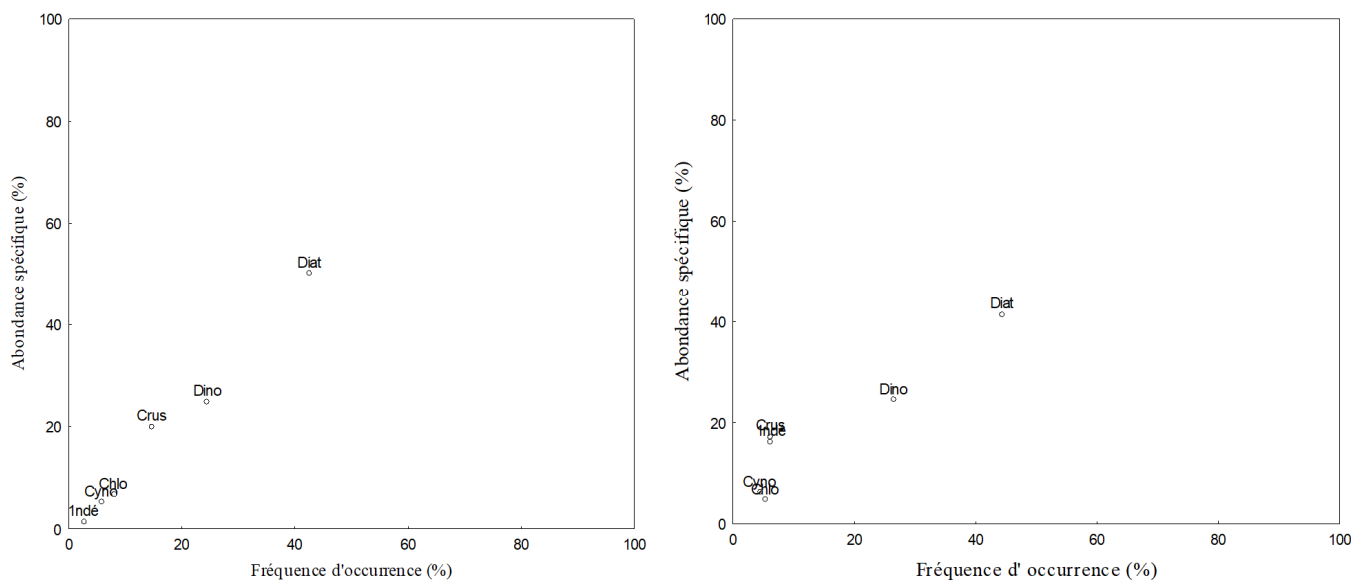 100
80
60
40
20
0
Abondance spécifique (%)
Diat
Dino
Crus
Chlo
Cyno
1ndé
0 20 40 60 80 100
Fréquence d'occurrence (%)
100
80
60
40
20
0
Abondance spécifique (%)
Diat
Dino
Crus
1ndé
Cyno
Chlo
0 20 40 60 80 100
Fréquence d' occurrence (%)